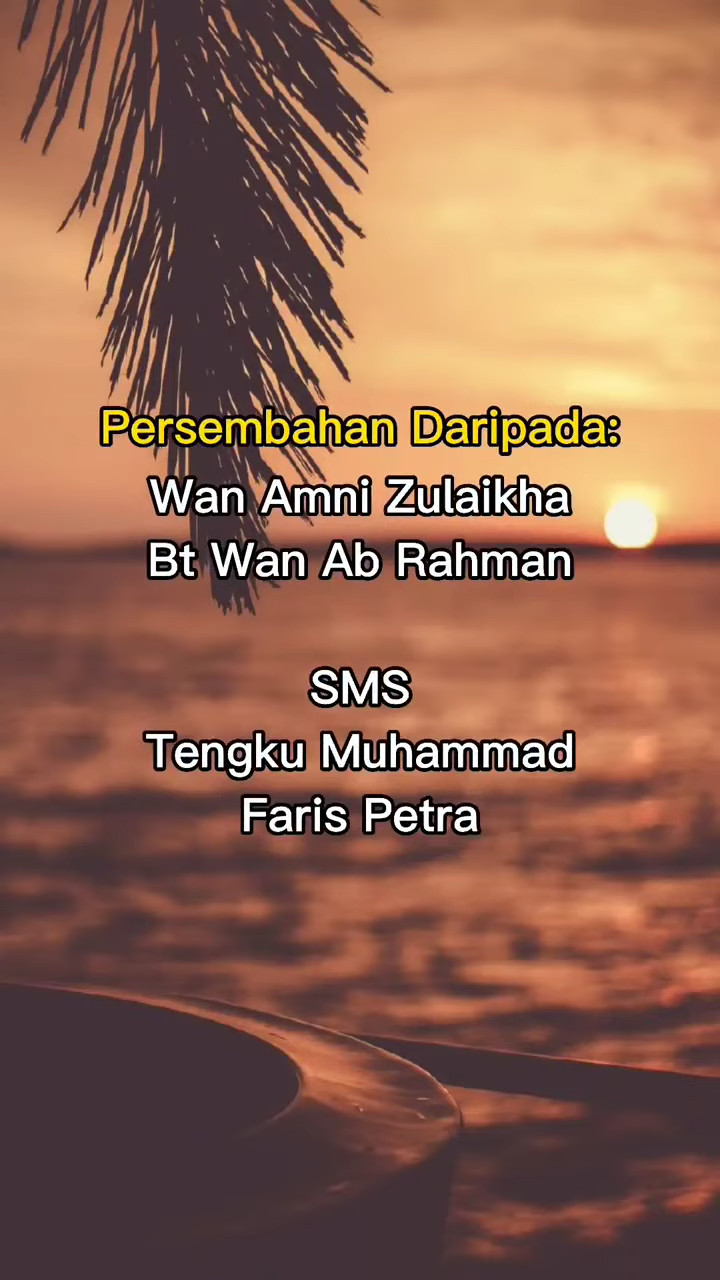 Persembahan Daripada:
Wan Amni Zulaikha
Bt Wan Ab Rahman
SMS
Tengku Muhammad
Faris Petra